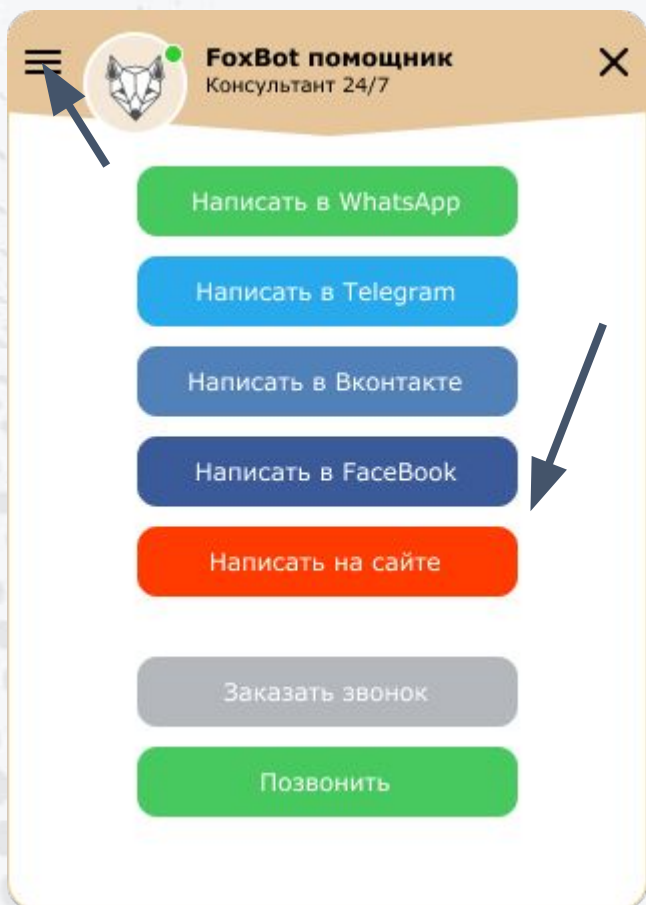 FoxBot помощник
Консультант 24/7
Написать в WhatsApp
Написать в Telegram
Написать в Вконтакте
Написать в FaceBook
Написать на сайте
Заказать звонок
Позвонить